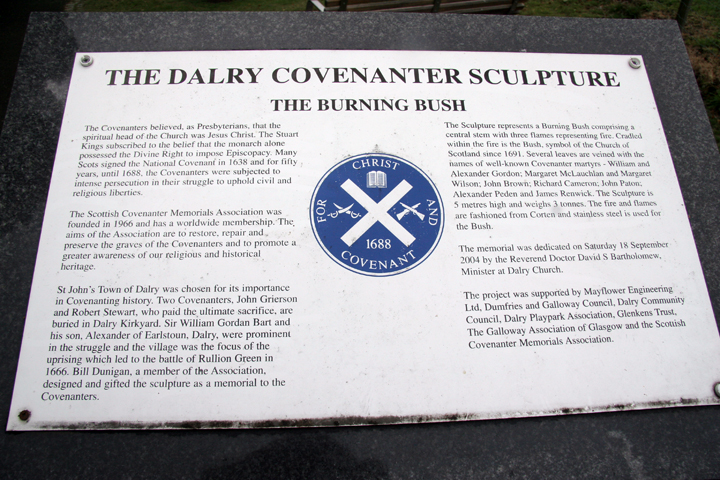 THE DALRY COVENANTER SCULPTURE
THE BURNING BUSH
The Covenanters believed, as Presbyterians, that the
spiritual head of the Church was Jesus Christ. The Stuart
Kings subscribed to the belief that the monarch alone
possessed the Divine Right to impose Episcopacy. Many
Scots signed the National Covenant in 1638 and for fifty
years, until 1688, the Covenanters were subjected to
intense persecution in their struggle to uphold civil and
religious liberties.
The Scottish Covenanter Memorials Association was
founded in 1966 and has a worldwide membership. The
aims of the Association are to restore, repair and
preserve the graves of the Covenanters and to promote a
greater awareness of our religious and historical
heritage.
St John's Town of Dalry was chosen for its importance
in Covenanting history. Two Covenanters, John Grierson
and Robert Stewart, who paid the ultimate sacrifice, are
buried in Dalry Kirkyard. Sir William Gordan Bart and
his son, Alexander of Earlstoun, Dalry, were prominent
in the struggle and the village was the focus of the
uprising which led to the battle of Rullion Green in
1666. Bill Dunigan, a member of the Association,
designed and gifted the sculpture as a memorial to the
Covenanters.
FOR CHRIST AND
COVENANT
1688
The Sculpture represents a Burning Bush comprising a
central stem with three flames representing fire. Cradled
within the fire is the Bush, symbol of the Church of
Scotland since 1691. Several leaves are veined with the
names of well-known Covenanter martyrs - William and
Alexander Gordon; Margaret McLauchlan and Margaret
Wilson; John Brown; Richard Cameron; John Paton;
Alexander Peden and James Renwick. The Sculpture is
5 metres high and weighs 3 tonnes. The fire and flames
are fashioned from Corten and stainless steel is used for
the Bush.
The memorial was dedicated on Saturday 18 September
2004 by the Reverend Doctor David S Bartholomew,
Minister at Dalry Church.
The project was supported by Mayflower Engineering
Ltd, Dumfries and Galloway Council, Dalry Community
Council, Dalry Playpark Association, Glenkens Trust,
The Galloway Association of Glasgow and the Scottish
Covenanter Memorials Association.